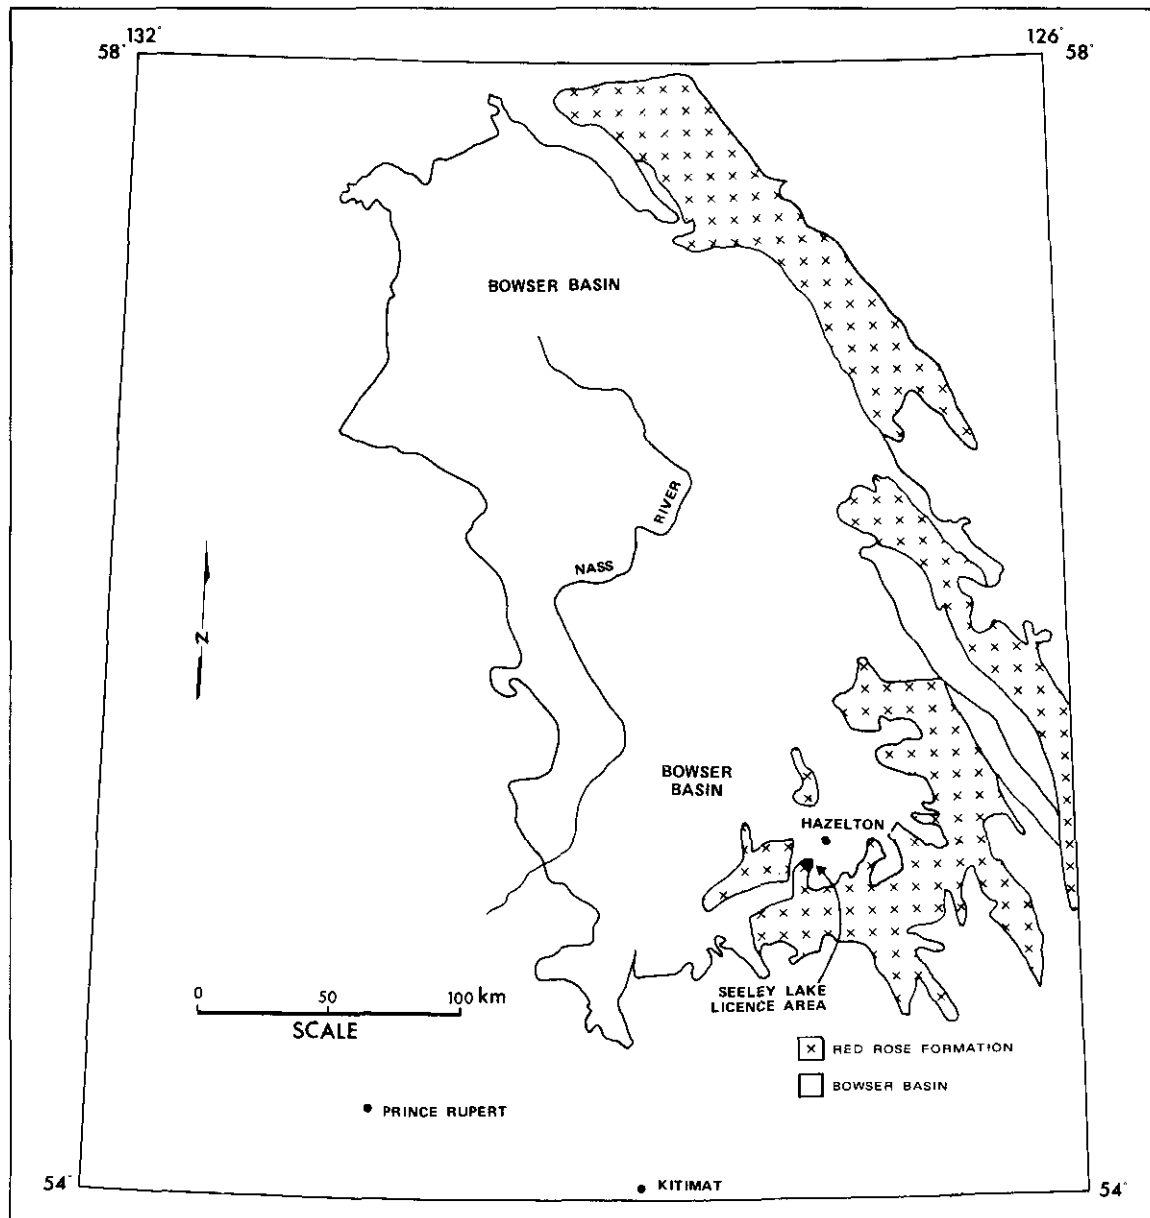 132°
126°
58°
58°
BOWSER BASIN
RIVER
NASS
N
BOWSER
BASIN
HAZELTON
SEELEY LAKE
LICENCE AREA
0 50 100 km
SCALE
x RED ROSE FORMATION
BOWSER BASIN
PRINCE RUPERT
KITIMAT
54°
54°